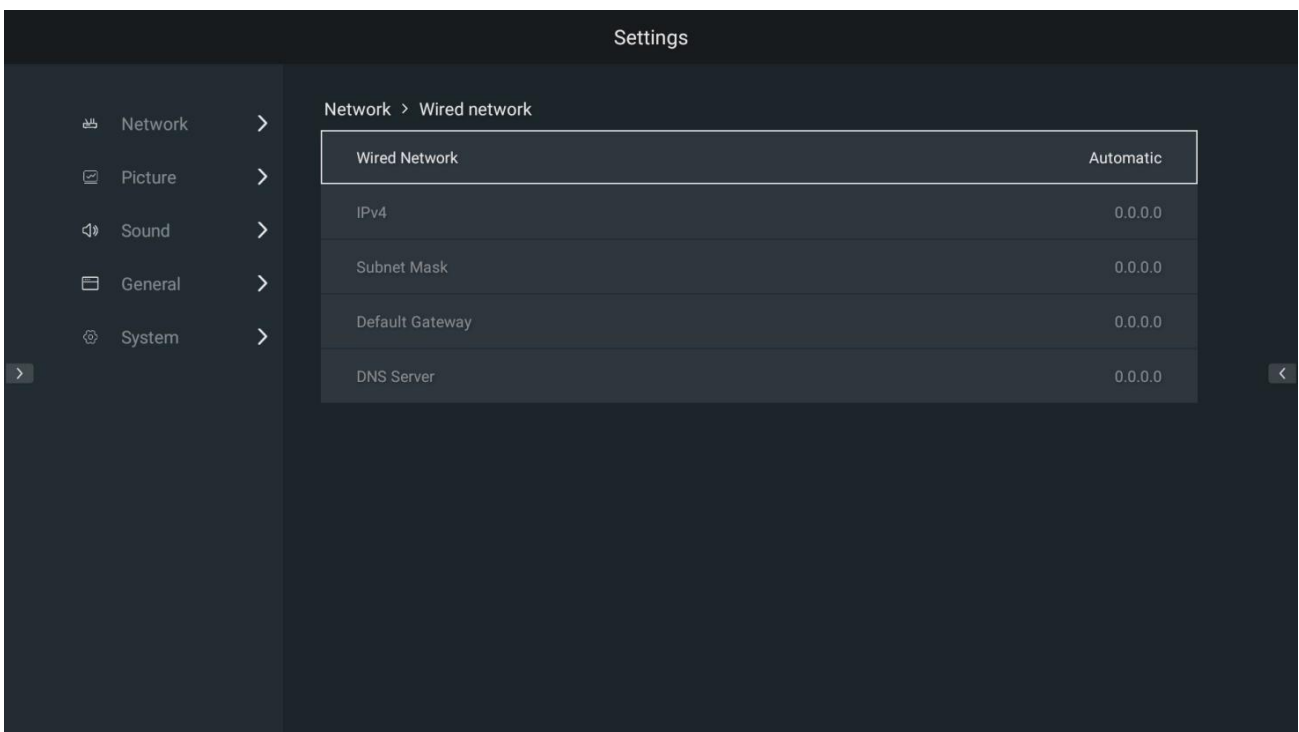 Settings
Network
Picture
Sound
General
System
Network > Wired network
Wired Network Automatic
IPv4 0.0.0.0
Subnet Mask 0.0.0.0
Default Gateway 0.0.0.0
DNS Server 0.0.0.0